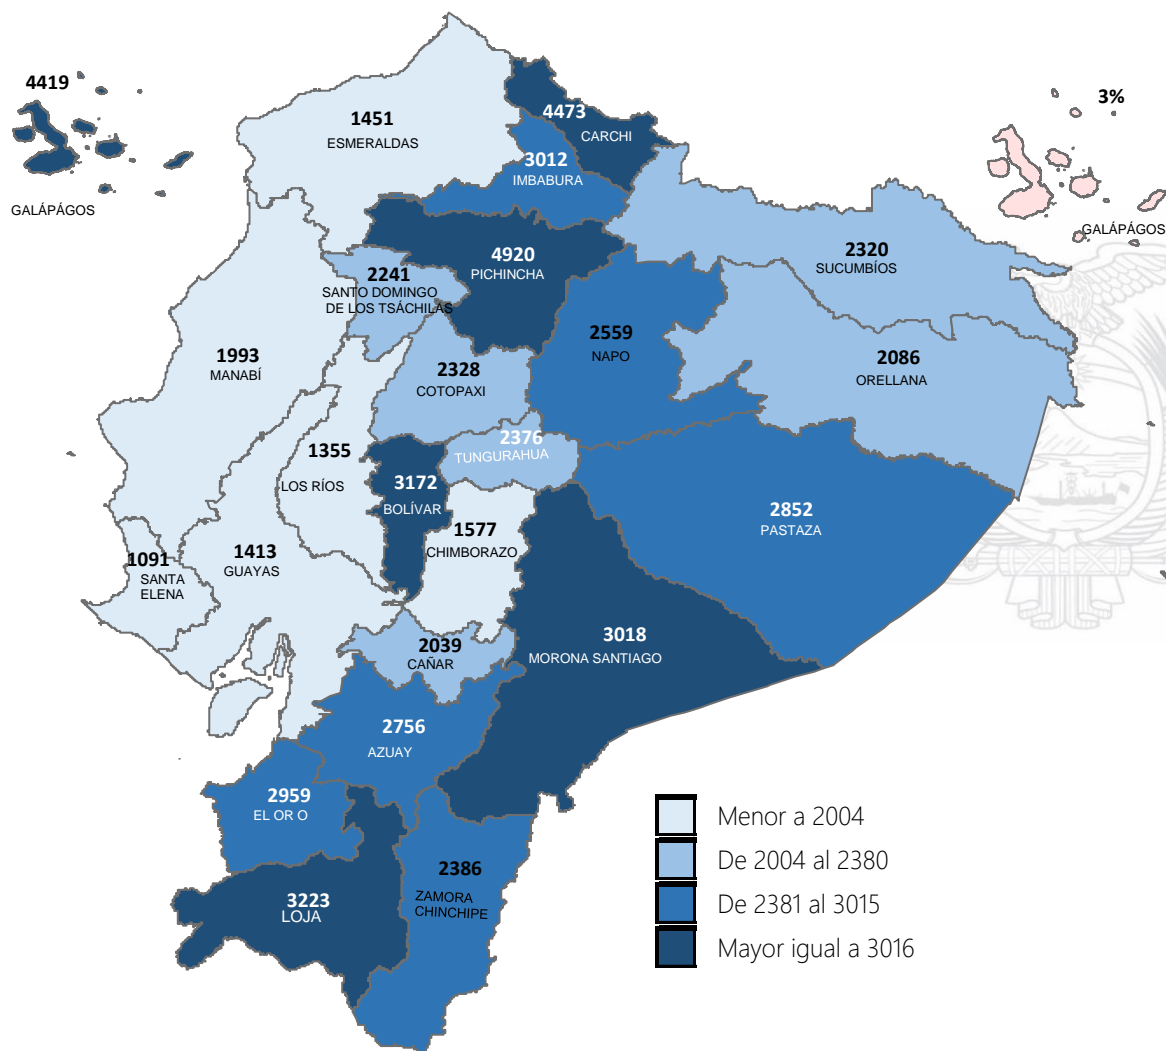 4419
GALÁPÁGOS
3%
GALÁPÁGOS
1451
ESMERALDAS
4473
CARCHI
3012
IMBABURA
4920
PICHINCHA
2320
SUCUMBÍOS
2241
SANTO DOMINGO
DE LOS TSÁCHILAS
1993
MANABÍ
2559
NAPO
2086
ORELLANA
2328
COTOPAXI
2376
TUNGURAHUA
1355
LOS RÍOS
3172
BOLÍVAR
2852
PASTAZA
1577
CHIMBORAZO
1413
GUAYAS
1091
SANTA
ELENA
3018
MORONA SANTIAGO
2039
CAÑAR
2756
AZUAY
2959
EL OR O
2386
ZAMORA
CHINCHIPE
3223
LOJA
Menor a 2004
De 2004 al 2380
De 2381 al 3015
Mayor igual a 3016